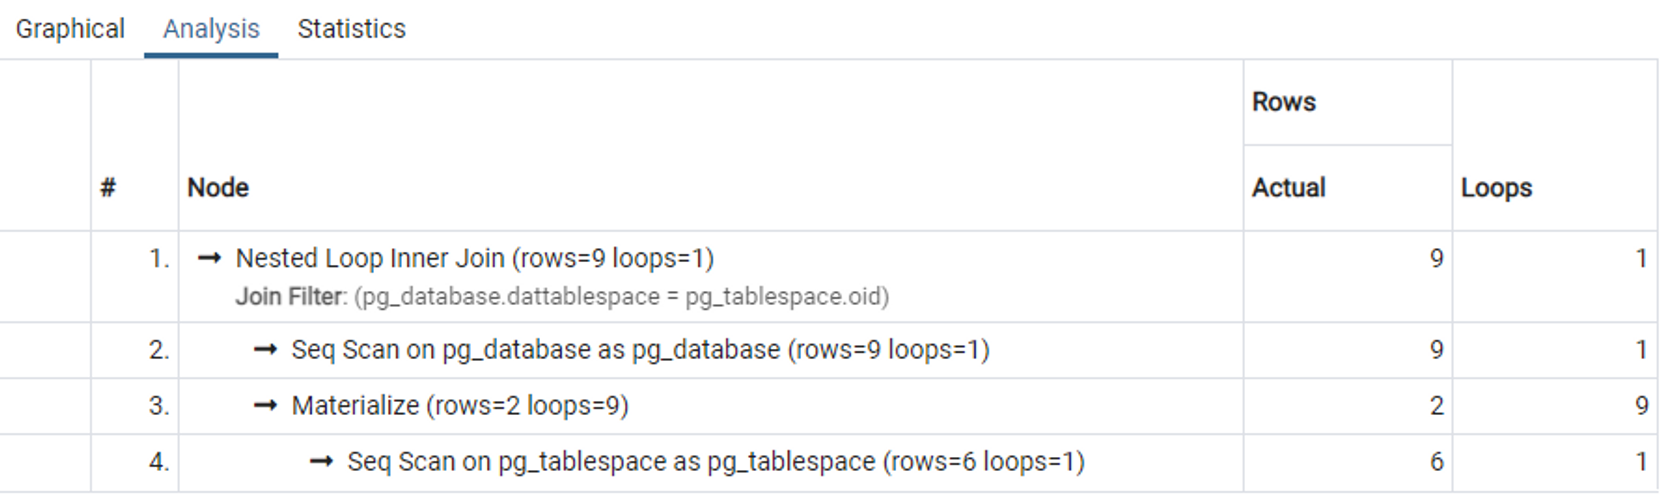 Graphical Analysis Statistics
Rows
# Node Actual Loops
1. Nested Loop Inner Join (rows=9 loops=1) 9 1
Join Filter: (pg_database.dattablespace = pg_tablespace.oid)
2. Seq Scan on pg_database as pg_database (rows=9 loops=1) 9 1
3. Materialize (rows=2 loops=9) 2 9
4. Seq Scan on pg_tablespace as pg_tablespace (rows=6 loops=1) 6 1